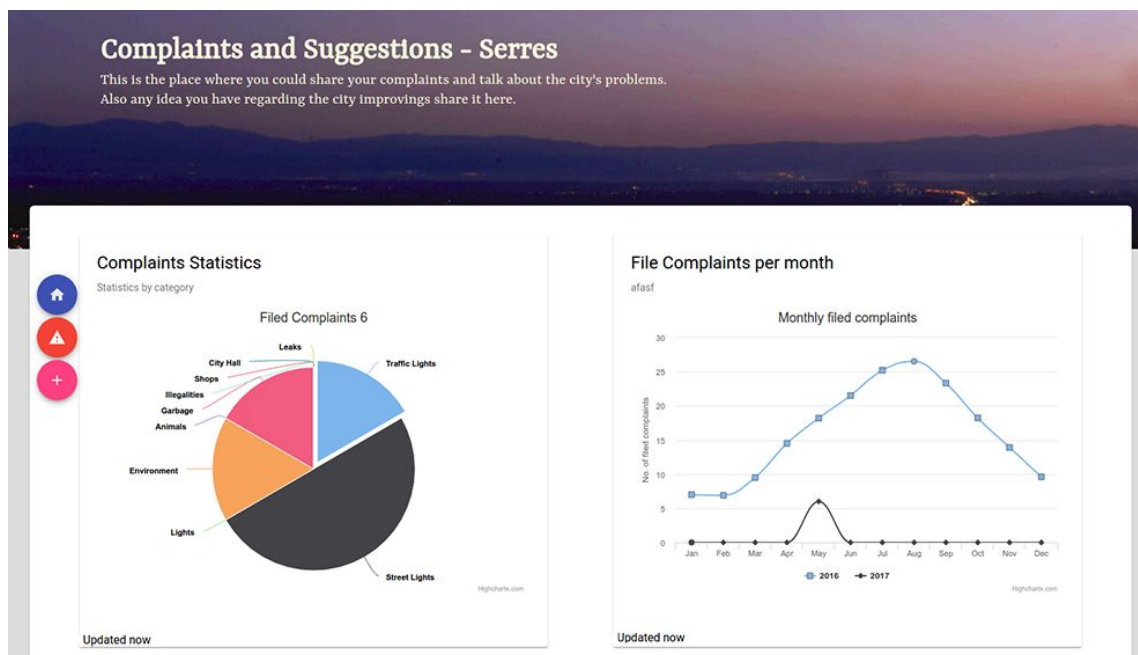 Complaints and Suggestions - Serres
This is the place where you could share your complaints and talk about the city's problems.
Also any idea you have regarding the city improvings share it here.
Complaints Statistics
Statistics by category
Filed Complaints 6
Leaks
City Hall
Traffic Lights
Shops
Illegalities
Garbage
Animals
Environment
Lights
Street Lights
Highcharts.com
Updated now
File Complaints per month
afasf
Monthly filed complaints
No. of filed complaints
30
25
20
15
10
5
0
Jan Feb Mar Apr May Jun Jul Aug Sep Oct Nov Dec
2016 2017
Highcharts.com
Updated now